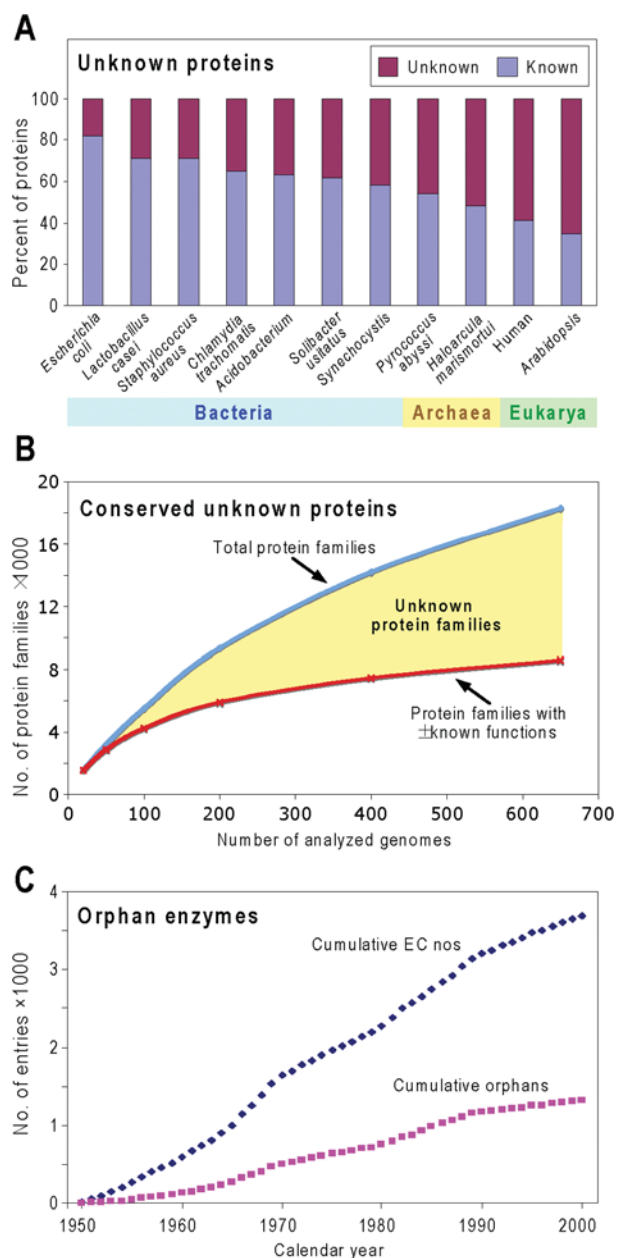 A
Unknown proteins
Unknown
Known
Percent of proteins
100
80
60
40
20
0
Escherichia
coli
Lactobacillus
casei
Staphylococcus
aureus
Chlamydia
trachomatis
Acidobacterium
Solibacter
usitatus
Synechocystis
Pyrococcus
abyssi
Haloarcula
marismortui
Human
Arabidopsis
Bacteria
Archaea
Eukarya
B
Conserved unknown proteins
No. of protein families ×1000
20
16
12
8
4
0
Total protein families
Unknown
protein families
Protein families with
±known functions
0
100
200
300
400
500
600
700
Number of analyzed genomes
C
Orphan enzymes
No. of entries ×1000
4
3
2
1
0
Cumulative EC nos
Cumulative orphans
1950
1960
1970
1980
1990
2000
Calendar year